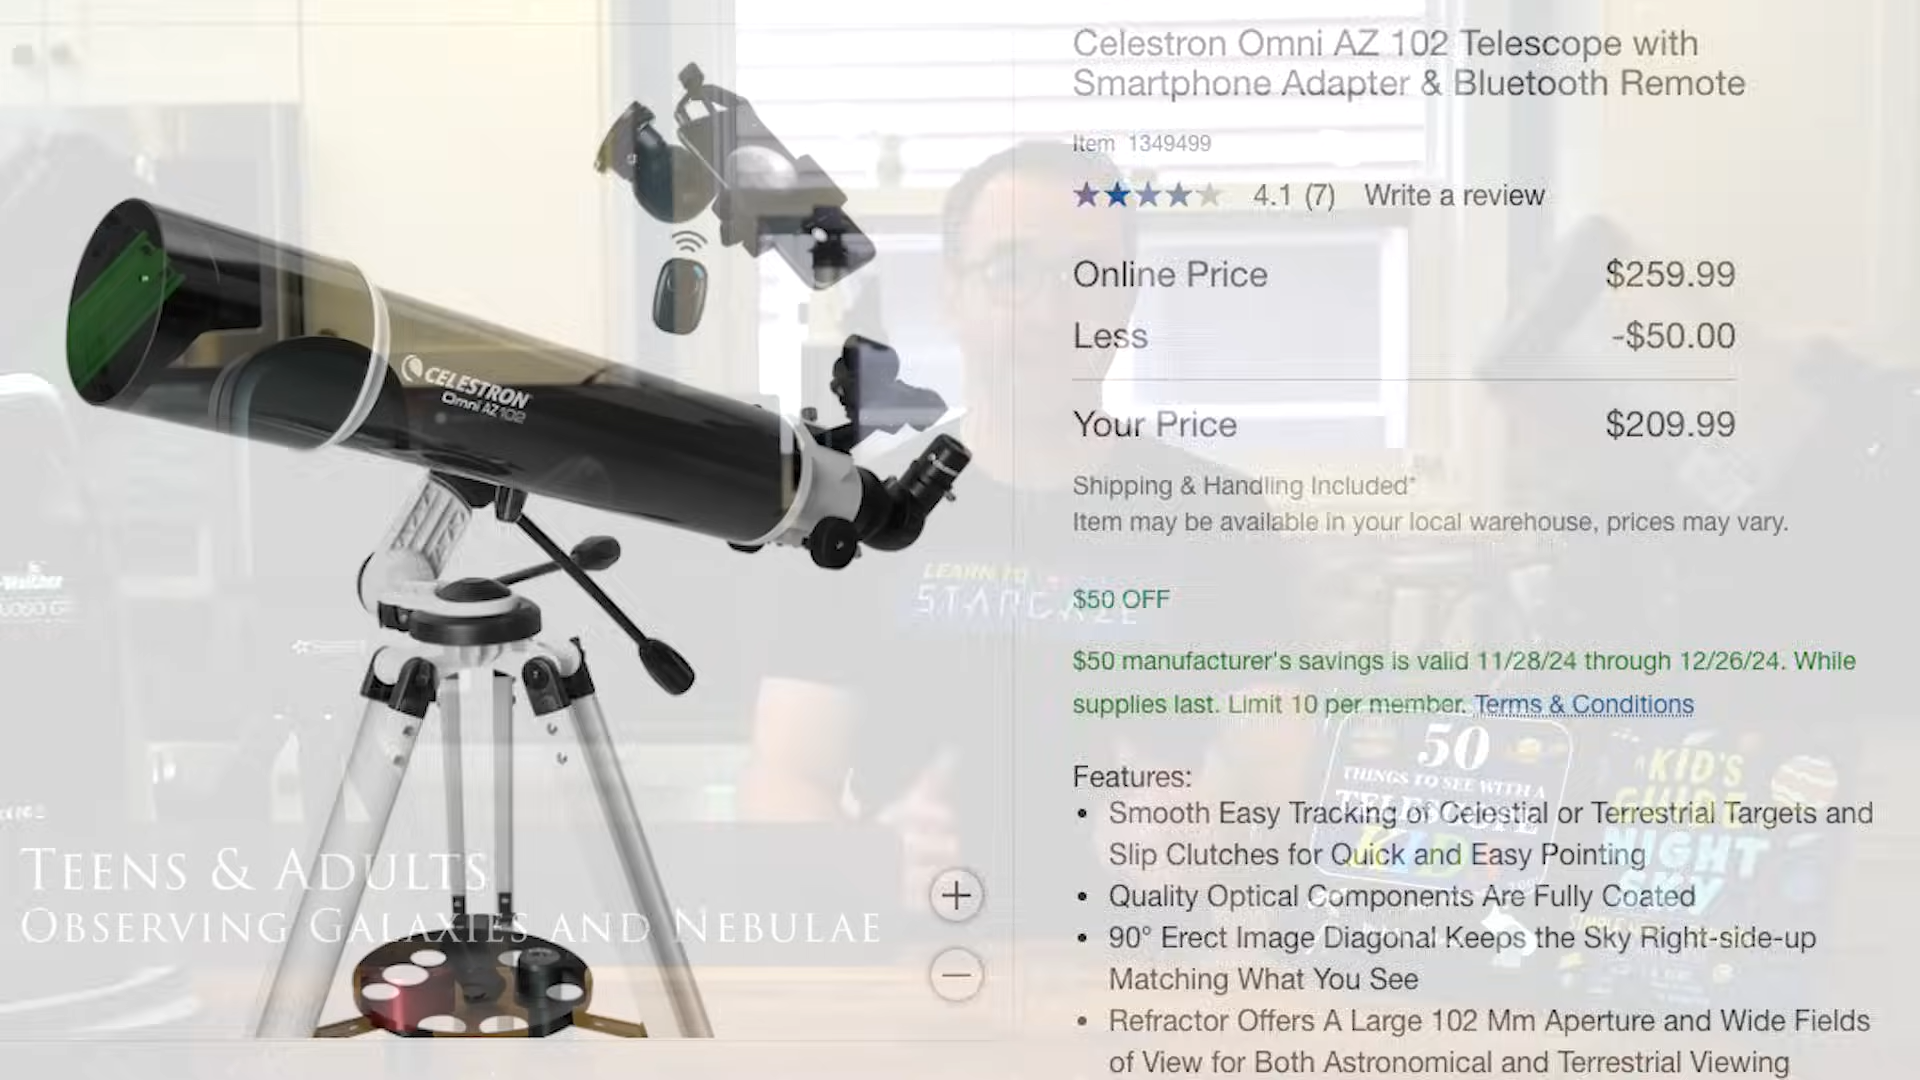 Celestron Omni AZ 102 Telescope with
Smartphone Adapter & Bluetooth Remote
Item 1349499
4.1 (7) Write a review
Online Price $259.99
Less -$50.00
Your Price $209.99
Shipping & Handling Included*
Item may be available in your local warehouse, prices may vary.
$50 OFF
$50 manufacturer's savings is valid 11/28/24 through 12/26/24. While
supplies last. Limit 10 per member. Terms & Conditions
Features:
• Smooth Easy Tracking of Celestial or Terrestrial Targets and
Slip Clutches for Quick and Easy Pointing
• Quality Optical Components Are Fully Coated
• 90° Erect Image Diagonal Keeps the Sky Right-side-up
Matching What You See
• Refractor Offers A Large 102 Mm Aperture and Wide Fields
of View for Both Astronomical and Terrestrial Viewing
CELESTRON
Omni AZ 102
LEARN TO
STARGAZE
50
THINGS TO SEE WITH A
TELESCOPE
KIDS
A KID'S
GUIDE
NIGHT
SKY
TEENS & ADULTS
OBSERVING GALAXIES AND NEBULAE